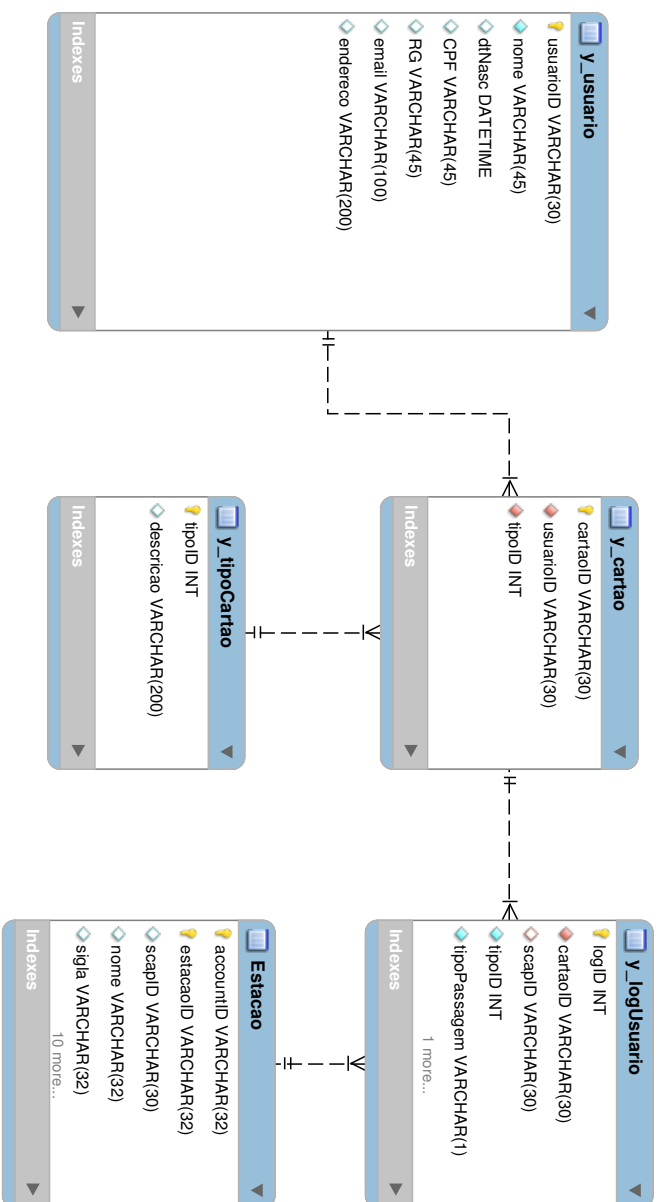 y_usuario
usuarioID VARCHAR(30)
nome VARCHAR(45)
dtNasc DATETIME
CPF VARCHAR(45)
RG VARCHAR(45)
email VARCHAR(100)
endereco VARCHAR(200)
Indexes
y_cartao
cartaoID VARCHAR(30)
usuarioID VARCHAR(30)
tipoID INT
Indexes
y_tipoCartao
tipoID INT
descricao VARCHAR(200)
Indexes
y_logUsuario
logID INT
cartaoID VARCHAR(30)
scapID VARCHAR(30)
tipoID INT
tipoPassagem VARCHAR(1)
1 more...
Indexes
Estacao
accountID VARCHAR(32)
estacaoID VARCHAR(32)
scapID VARCHAR(30)
nome VARCHAR(32)
sigla VARCHAR(32)
10 more...
Indexes